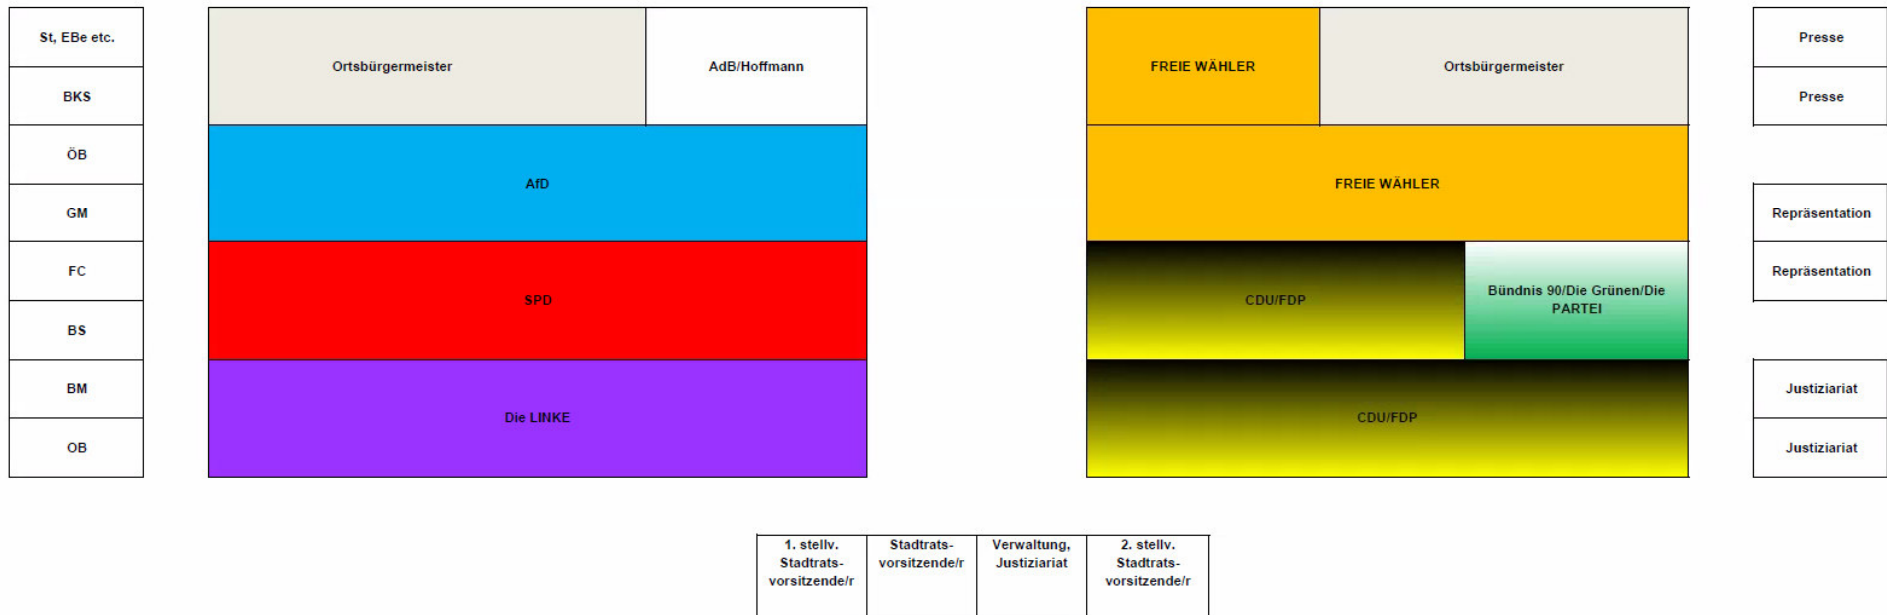 St, EBe etc.
Ortsbürgermeister
AdB/Hoffmann
FREIE WÄHLER
Ortsbürgermeister
Presse
BKS
Presse
ÖB
AfD
FREIE WÄHLER
GM
Repräsentation
FC
Repräsentation
SPD
CDU/FDP
Bündnis 90/Die Grünen/Die
PARTEI
BS
BM
Justiziariat
Die LINKE
CDU/FDP
OB
Justiziariat
1. stellv.
Stadtrats-
vorsitzende/r
Stadtrats-
vorsitzende/r
Verwaltung,
Justiziariat
2. stellv.
Stadtrats-
vorsitzende/r